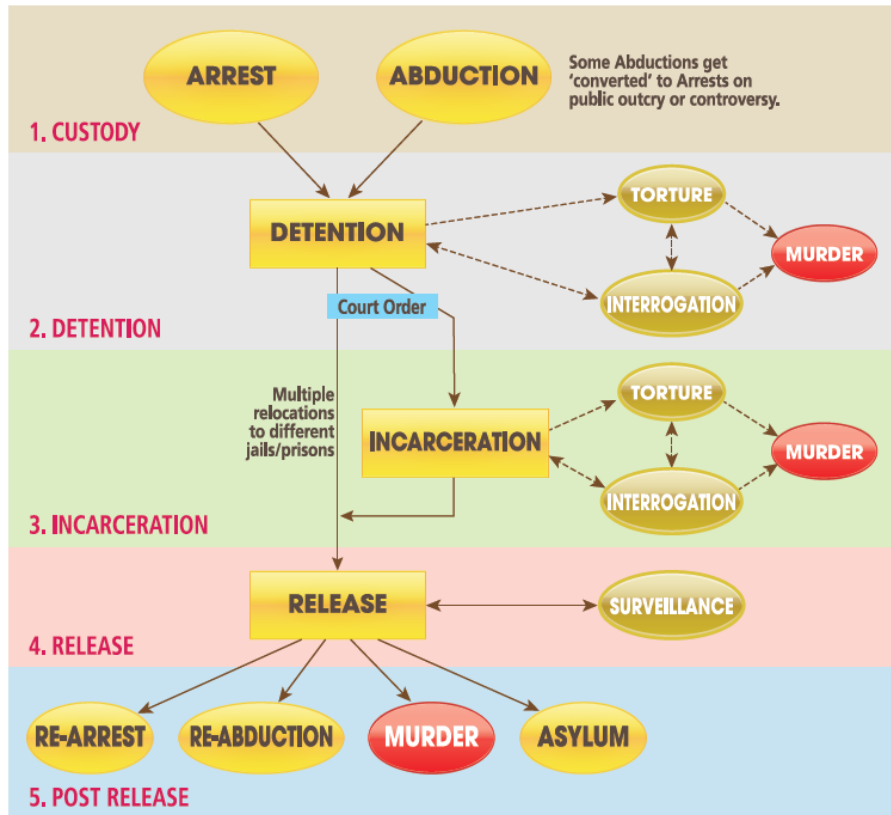 ARREST
ABDUCTION
Some Abductions get
‘converted’ to Arrests on
public outcry or controversy.
1. CUSTODY
DETENTION
TORTURE
MURDER
INTERROGATION
Court Order
2. DETENTION
Multiple
relocations
to different
jails/prisons
INCARCERATION
TORTURE
MURDER
INTERROGATION
3. INCARCERATION
RELEASE
SURVEILLANCE
4. RELEASE
RE-ARREST
RE-ABDUCTION
MURDER
ASYLUM
5. POST RELEASE